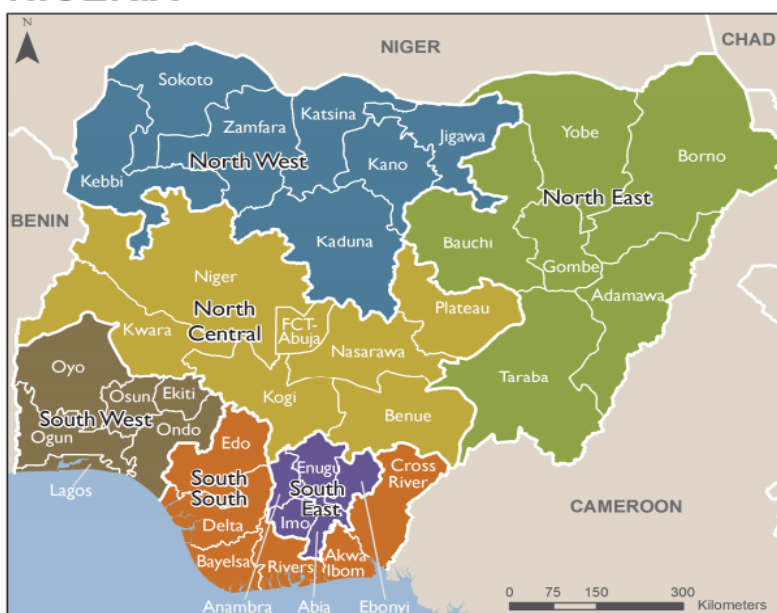 N
NIGER
CHAD
Sokoto
Katsina
Zamfara
Jigawa
Yobe
Borno
North West
Kano
Kebbi
North East
BENIN
Kaduna
Bauchi
Gombe
Niger
Adamawa
North
Central
Plateau
FCT-
Abuja
Kwara
Nasarawa
Oyo
Taraba
Kogi
Osun
Ekiti
Benue
South West
Ogun
Ondo
Edo
Enugu
Cross
River
Lagos
South
South
South
East
CAMEROON
Delta
Imo
Bayelsa
Rivers
Akwa
Ibom
Anambra
Abia
Ebonyi
0 75 150 300
Kilometers